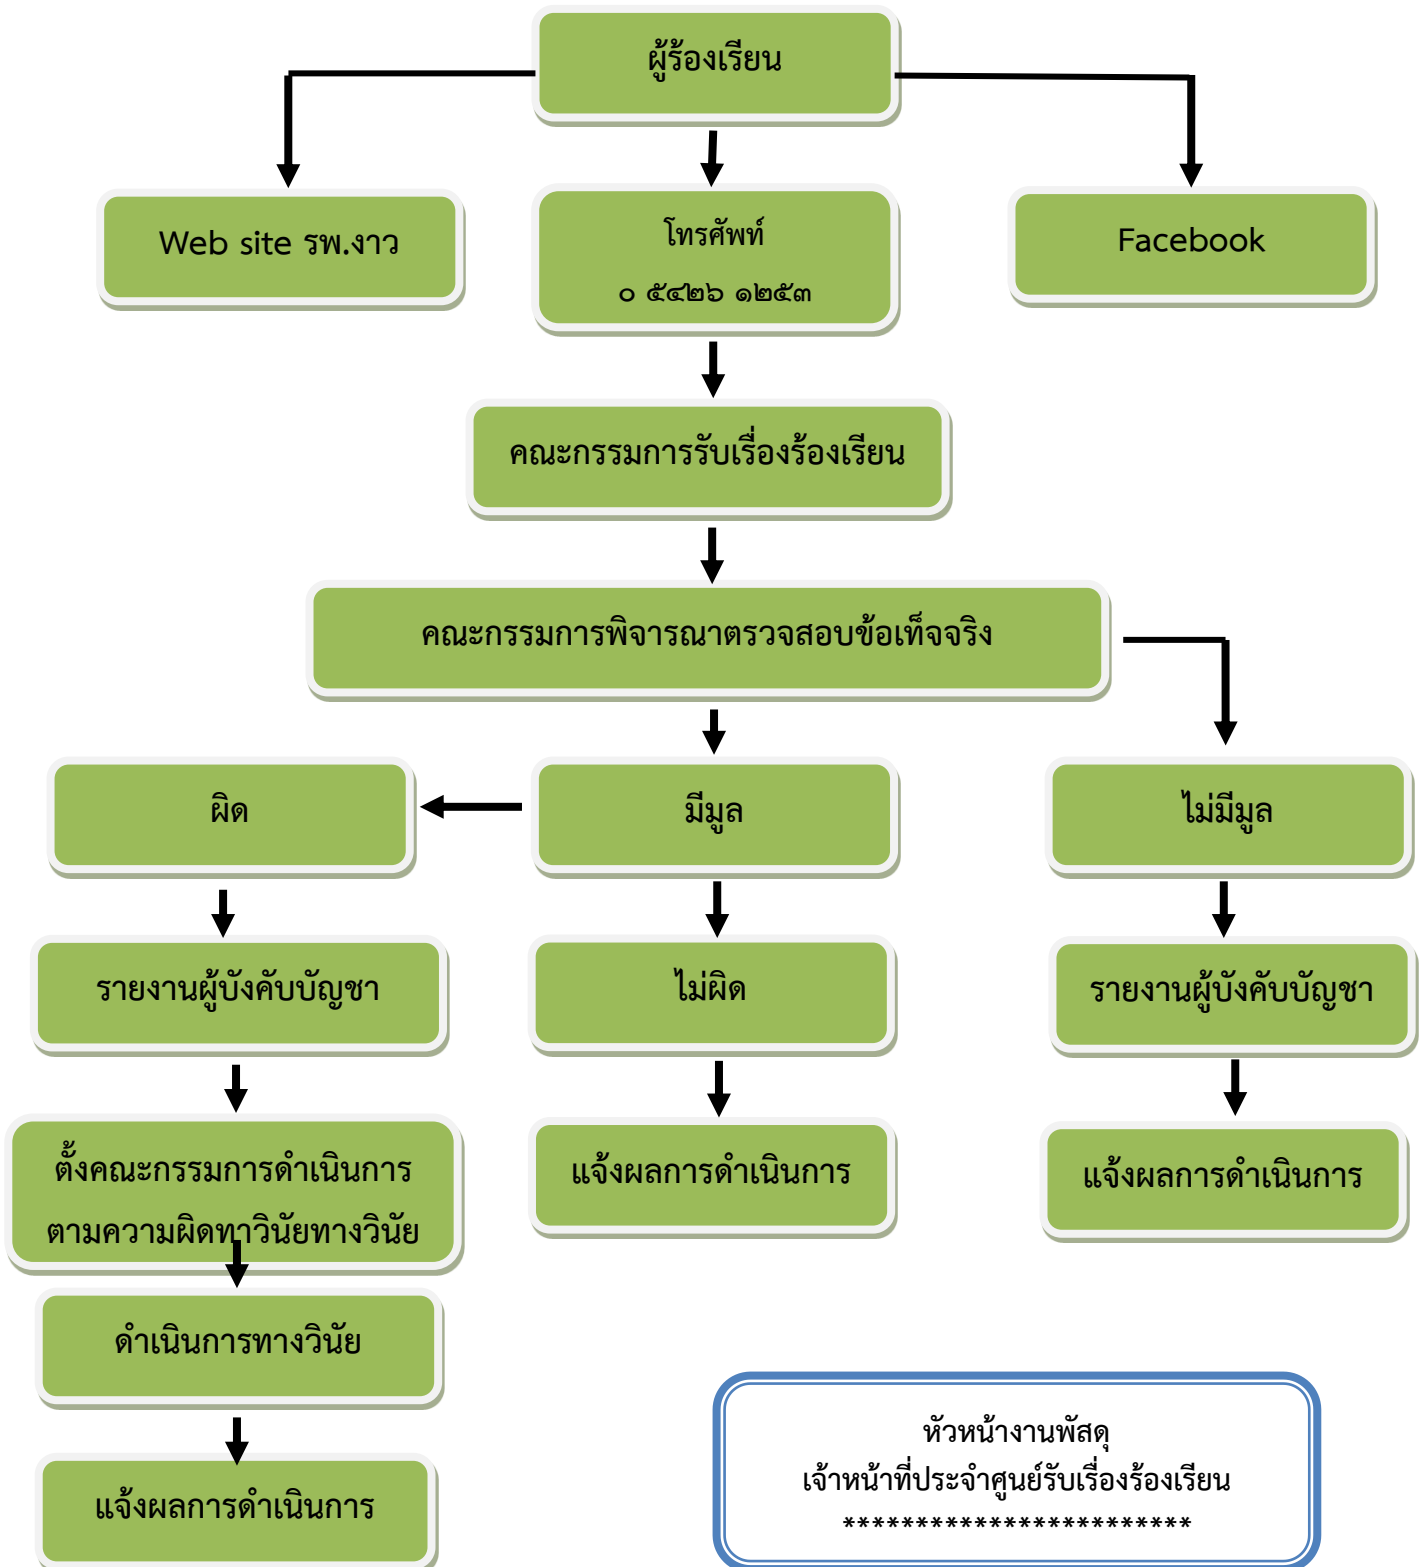 ผู้ร้องเรียน
Web site รพ.งาว
โทรศัพท์
๐ ๕๔๒๖ ๑๒๕๓
Facebook
คณะกรรมการรับเรื่องร้องเรียน
คณะกรรมการพิจารณาตรวจสอบข้อเท็จจริง
ผิด
มีมูล
ไม่มีมูล
รายงานผู้บังคับบัญชา
ไม่ผิด
รายงานผู้บังคับบัญชา
ตั้งคณะกรรมการดำเนินการ
ตามความผิดทาวินัยทางวินัย
แจ้งผลการดำเนินการ
แจ้งผลการดำเนินการ
ดำเนินการทางวินัย
แจ้งผลการดำเนินการ
หัวหน้างานพัสดุ
เจ้าหน้าที่ประจำศูนย์รับเรื่องร้องเรียน
************************